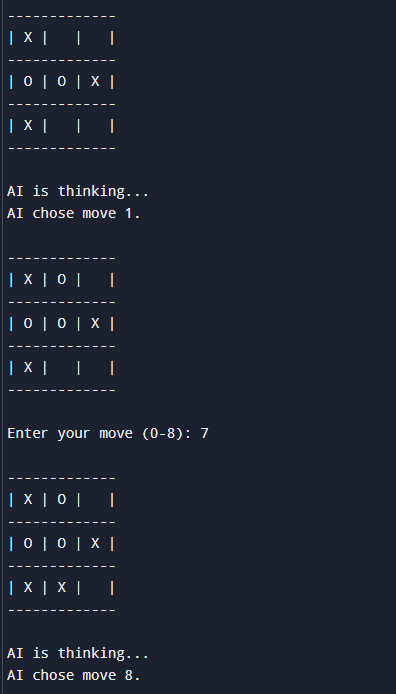 -------------
| X |   |   |
-------------
| O | O | X |
-------------
| X |   |   |
-------------
AI is thinking...
AI chose move 1.
-------------
| X | O |   |
-------------
| O | O | X |
-------------
| X |   |   |
-------------
Enter your move (0-8): 7
-------------
| X | O |   |
-------------
| O | O | X |
-------------
| X | X |   |
-------------
AI is thinking...
AI chose move 8.